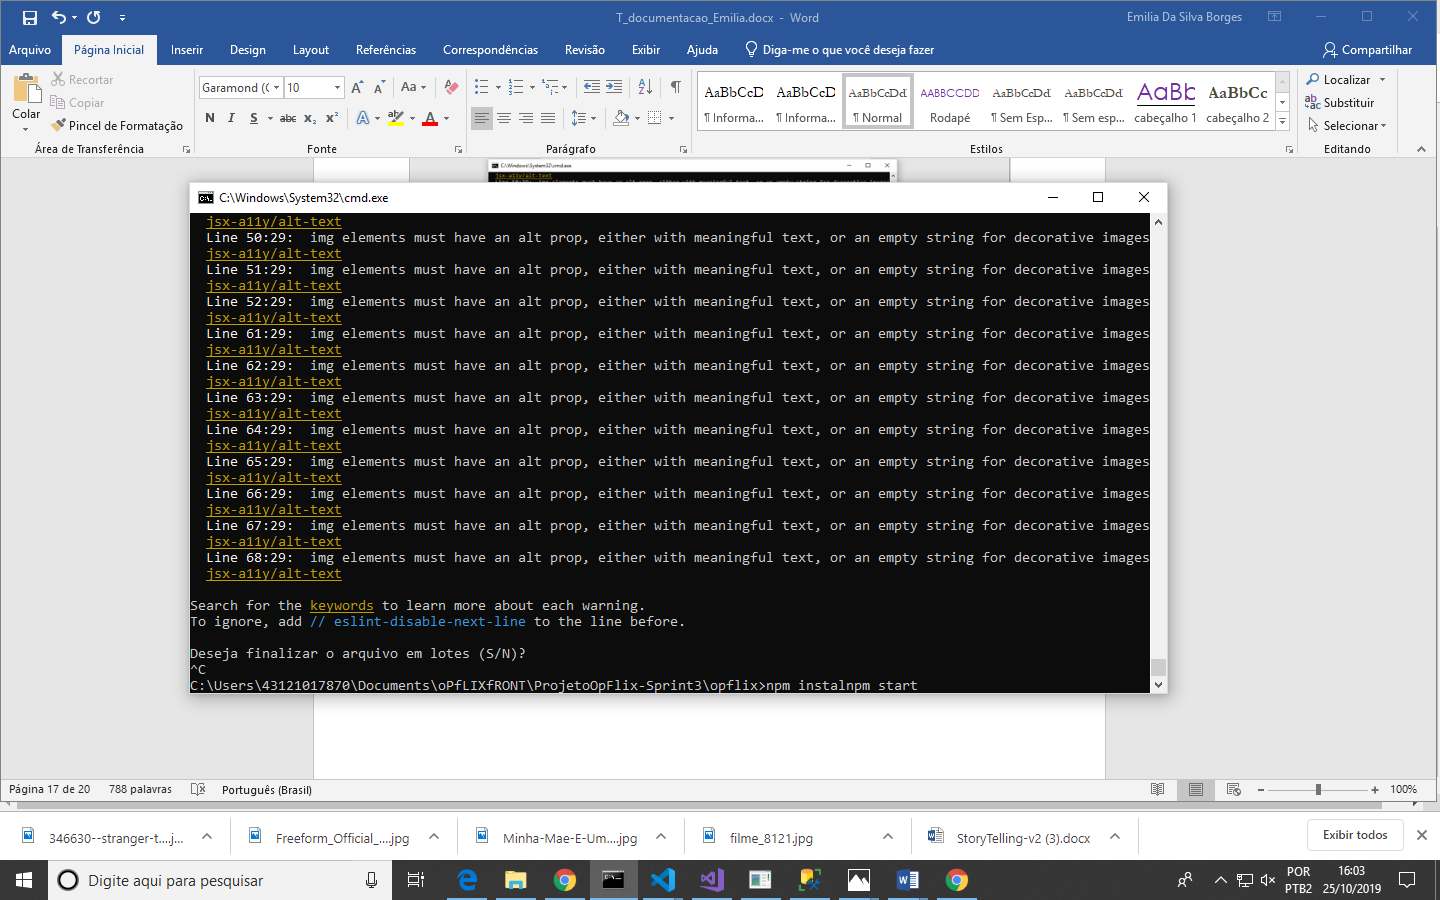 T_documentacao_Emilia.docx - Word
Emilia Da Silva Borges
Arquivo
Página Inicial
Inserir
Design
Layout
Referências
Correspondências
Revisão
Exibir
Ajuda
Diga-me o que você deseja fazer
Compartilhar
Colar
Recortar
Copiar
Pincel de Formatação
Área de Transferência
Garamond (C
10
Aa
N I S abc x₂ x²
Fonte
Parágrafo
AaBbCcD
AaBbCcD
AaBbCcDd
AABBCCDD
AaBbCcDd
AaBbCcDd
AaBb
AaBbCc
¶ Informa...
¶ Informa...
¶ Normal
Rodapé
¶ Sem Esp...
¶ Sem esp...
cabeçalho 1
cabeçalho 2
Estilos
Localizar
Substituir
Selecionar
Editando
C:\Windows\System32\cmd.exe
jsx-a11y/alt-text
C:\Windows\System32\cmd.exe
jsx-a11y/alt-text
Line 50:29: img elements must have an alt prop, either with meaningful text, or an empty string for decorative images
jsx-a11y/alt-text
Line 51:29: img elements must have an alt prop, either with meaningful text, or an empty string for decorative images
jsx-a11y/alt-text
Line 52:29: img elements must have an alt prop, either with meaningful text, or an empty string for decorative images
jsx-a11y/alt-text
Line 61:29: img elements must have an alt prop, either with meaningful text, or an empty string for decorative images
jsx-a11y/alt-text
Line 62:29: img elements must have an alt prop, either with meaningful text, or an empty string for decorative images
jsx-a11y/alt-text
Line 63:29: img elements must have an alt prop, either with meaningful text, or an empty string for decorative images
jsx-a11y/alt-text
Line 64:29: img elements must have an alt prop, either with meaningful text, or an empty string for decorative images
jsx-a11y/alt-text
Line 65:29: img elements must have an alt prop, either with meaningful text, or an empty string for decorative images
jsx-a11y/alt-text
Line 66:29: img elements must have an alt prop, either with meaningful text, or an empty string for decorative images
jsx-a11y/alt-text
Line 67:29: img elements must have an alt prop, either with meaningful text, or an empty string for decorative images
jsx-a11y/alt-text
Line 68:29: img elements must have an alt prop, either with meaningful text, or an empty string for decorative images
jsx-a11y/alt-text
Search for the keywords to learn more about each warning.
To ignore, add // eslint-disable-next-line to the line before.
Deseja finalizar o arquivo em lotes (S/N)?
^C
C:\Users\43121017870\Documents\oPfLIXfRONT\ProjetoOpFlix-Sprint3\opflix>npm instalnpm start
Página 17 de 20
788 palavras
Português (Brasil)
100%
346630--stranger-t....j...
Freeform_Official_....jpg
Minha-Mae-E-Um....jpg
filme_8121.jpg
StoryTelling-v2 (3).docx
Exibir todos
Digite aqui para pesquisar
POR
PTB2
16:03
25/10/2019